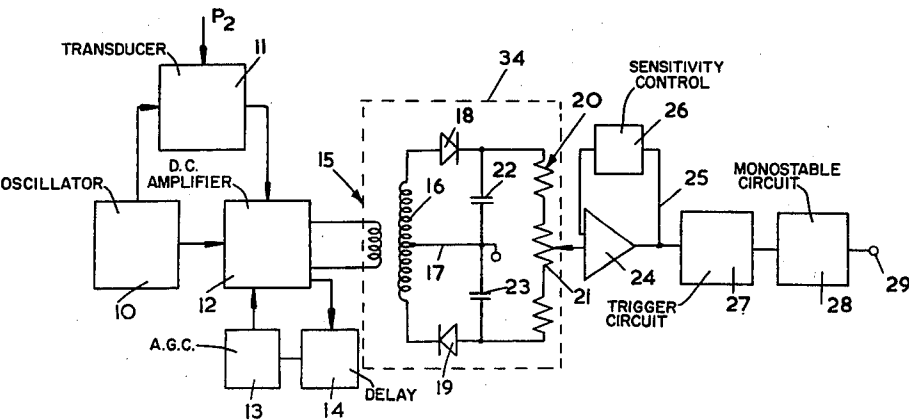 P2
TRANSDUCER
11
34
SENSITIVITY
CONTROL
26
18
20
D.C.
AMPLIFIER
15
OSCILLATOR
16
22
25
MONOSTABLE
CIRCUIT
17
23
21
24
10
12
TRIGGER
CIRCUIT
27
28
29
A.G.C.
19
13
14
DELAY